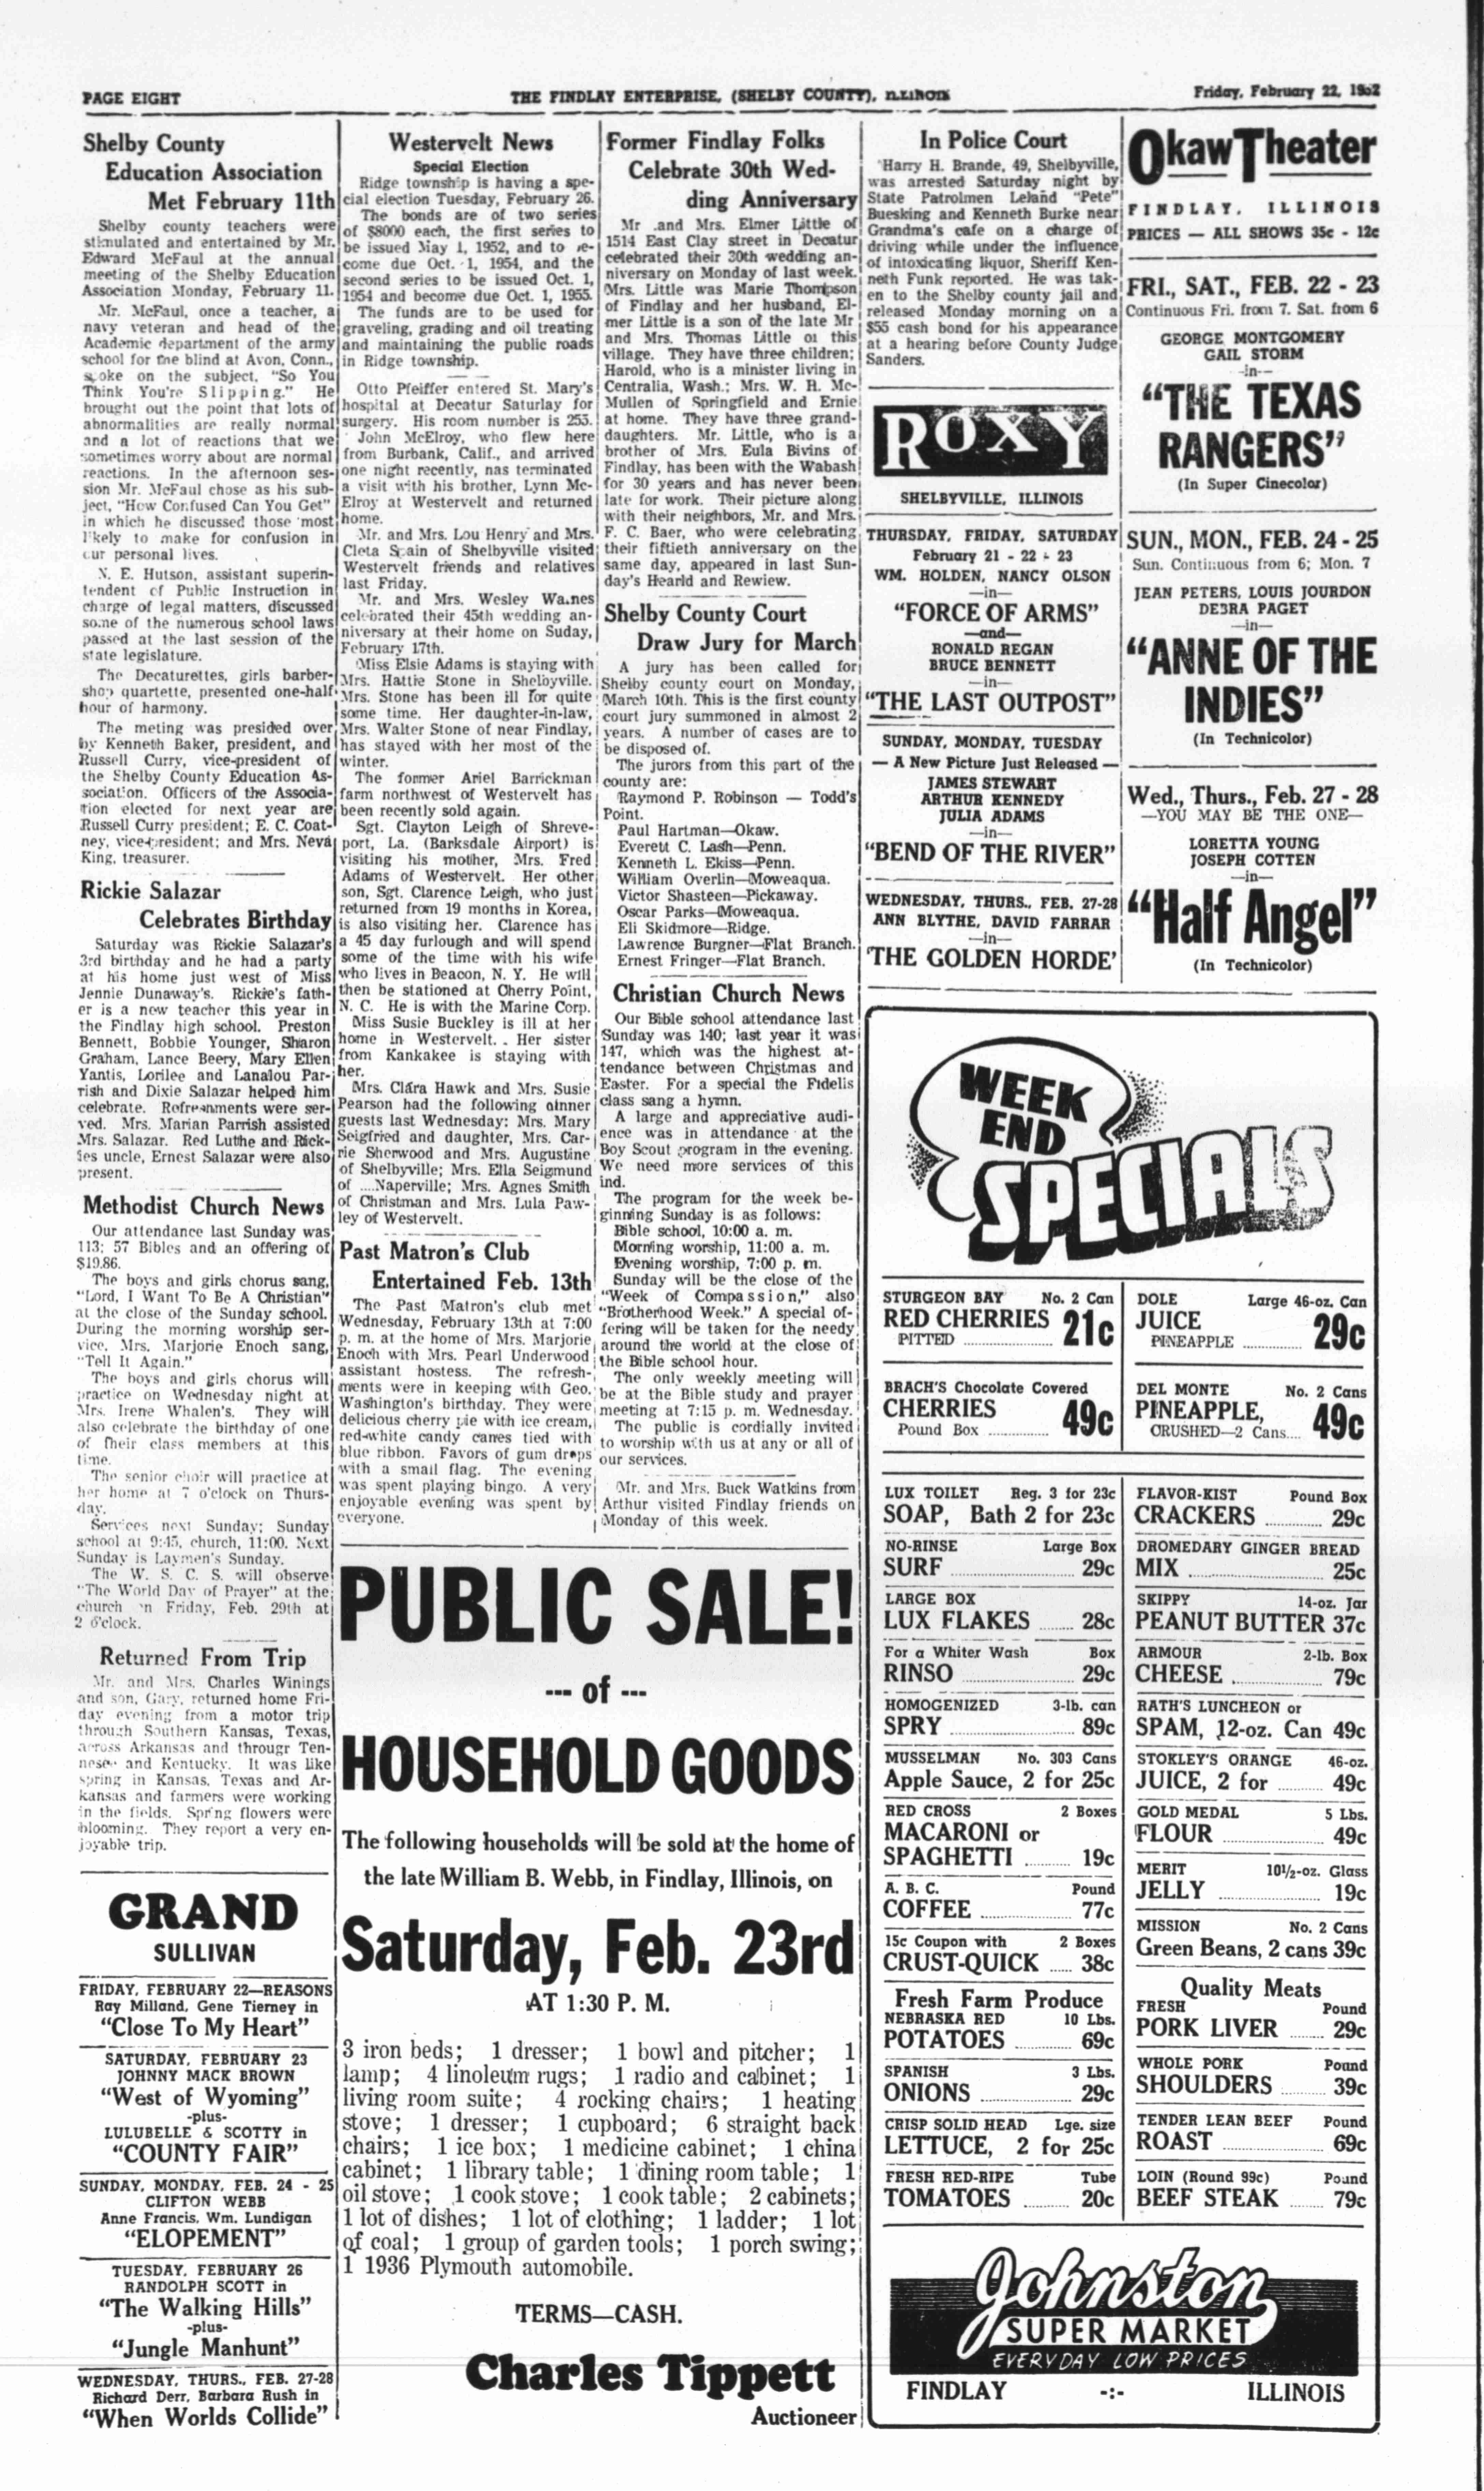 PAGE EIGHT
THE FINDLAY ENTERPRISE, (SHELBY COUNTY), ILLINOIS
Friday, February 22, 1952
Shelby County
Education Association
Met February 11th
Shelby county teachers were
stimulated and entertained by Mr.
Edward McFaul at the annual
meeting of the Shelby Education
Association Monday, February 11.
Mr. McFaul, once a teacher, a
navy veteran and head of the
Academic department of the army
school for the blind at Avon, Conn.,
spoke on the subject, "So You
Think You're Slipping." He
brought out the point that lots of
abnormalities are really normal
and a lot of reactions that we
sometimes worry about are normal
reactions. In the afternoon ses-
sion Mr. McFaul chose as his sub-
ject, "How Confused Can You Get"
in which he discussed those most
likely to make for confusion in
our personal lives.
N. E. Hutson, assistant superin-
tendent of Public Instruction in
charge of legal matters, discussed
some of the numerous school laws
passed at the last session of the
state legislature.
The Decaturettes, girls barber-
shop quartette, presented one-half
hour of harmony.
The meting was presided over
by Kenneth Baker, president, and
Russell Curry, vice-president of
the Shelby County Education As-
sociation. Officers of the Associa-
tion elected for next year are
Russell Curry president; E. C. Coat-
ney, vice-president; and Mrs. Neva
King, treasurer.
Rickie Salazar
Celebrates Birthday
Saturday was Rickie Salazar's
3rd birthday and he had a party
at his home just west of Miss
Jennie Dunaway's. Rickie's fath-
er is a new teacher this year in
the Findlay high school. Preston
Bennett, Bobbie Younger, Sharon
Graham, Lance Beery, Mary Ellen
Yantis, Lorilee and Lanalou Par-
rish and Dixie Salazar helped him
celebrate. Refreshments were ser-
ved. Mrs. Marian Parrish assisted
Mrs. Salazar. Red Luthe and Rick-
ies uncle, Ernest Salazar were also
present.
Methodist Church News
Our attendance last Sunday was
113; 57 Bibles and an offering of
$19.86.
The boys and girls chorus sang,
"Lord, I Want To Be A Christian"
at the close of the Sunday school.
During the morning worship ser-
vice, Mrs. Marjorie Enoch sang,
"Tell It Again."
The boys and girls chorus will
practice on Wednesday night at
Mrs. Irene Whalen's. They will
also celebrate the birthday of one
of their class members at this
time.
The senior choir will practice at
her home at 7 o'clock on Thurs-
day.
Services next Sunday; Sunday
school at 9:45, church, 11:00. Next
Sunday is Laymen's Sunday.
The W. S. C. S. will observe
"The World Day of Prayer" at the
church on Friday, Feb. 29th at
2 o'clock.
Returned From Trip
Mr. and Mrs. Charles Winings
and son, Gary, returned home Fri-
day evening from a motor trip
through Southern Kansas, Texas,
across Arkansas and througr Ten-
nesee and Kentucky. It was like
spring in Kansas, Texas and Ar-
kansas and farmers were working
in the fields. Spring flowers were
blooming. They report a very en-
joyable trip.
GRAND
SULLIVAN
FRIDAY, FEBRUARY 22—REASONS
Ray Milland, Gene Tierney in
"Close To My Heart"
SATURDAY, FEBRUARY 23
JOHNNY MACK BROWN
"West of Wyoming"
-plus-
LULUBELLE & SCOTTY in
"COUNTY FAIR"
SUNDAY, MONDAY, FEB. 24 - 25
CLIFTON WEBB
Anne Francis, Wm. Lundigan
"ELOPEMENT"
TUESDAY, FEBRUARY 26
RANDOLPH SCOTT in
"The Walking Hills"
-plus-
"Jungle Manhunt"
WEDNESDAY, THURS., FEB. 27-28
Richard Derr, Barbara Rush in
"When Worlds Collide"
Westervelt News
Special Election
Ridge township is having a spe-
cial election Tuesday, February 26.
The bonds are of two series
of $8000 each, the first series to
be issued May 1, 1952, and to e-
come due Oct. 1, 1954, and the
second series to be issued Oct. 1,
1954 and become due Oct. 1, 1955.
The funds are to be used for
graveling, grading and oil treating
and maintaining the public roads
in Ridge township.
Otto Pfeiffer entered St. Mary's
hospital at Decatur Saturlay for
surgery. His room number is 255.
John McElroy, who flew here
from Burbank, Calif., and arrived
one night recently, nas terminated
a visit with his brother, Lynn Mc-
Elroy at Westervelt and returned
home.
Mr. and Mrs. Lou Henry and Mrs.
Cleta Spain of Shelbyville visited
Westervelt friends and relatives
last Friday.
Mr. and Mrs. Wesley Warnes
celebrated their 45th wedding an-
niversary at their home on Suday,
February 17th.
Miss Elsie Adams is staying with
Mrs. Hattie Stone in Shelbyville.
Mrs. Stone has been ill for quite
some time. Her daughter-in-law,
Mrs. Walter Stone of near Findlay,
has stayed with her most of the
winter.
The former Ariel Barrickman
farm northwest of Westervelt has
been recently sold again.
Sgt. Clayton Leigh of Shreve-
port, La. (Barksdale Airport) is
visiting his mother, Mrs. Fred
Adams of Westervelt. Her other
son, Sgt. Clarence Leigh, who just
returned from 19 months in Korea,
is also visiting her. Clarence has
a 45 day furlough and will spend
some of the time with his wife
who lives in Beacon, N. Y. He will
then be stationed at Cherry Point,
N. C. He is with the Marine Corp.
Miss Susie Buckley is ill at her
home in Westervelt. . Her sister
from Kankakee is staying with
her.
Mrs. Clara Hawk and Mrs. Susie
Pearson had the following dinner
guests last Wednesday: Mrs. Mary
Seigfried and daughter, Mrs. Car-
rie Sherwood and Mrs. Augustine
of Shelbyville; Mrs. Ella Seigmund
of ....Naperville; Mrs. Agnes Smith
of Christman and Mrs. Lula Paw-
ley of Westervelt.
Past Matron's Club
Entertained Feb. 13th
The Past Matron's club met
Wednesday, February 13th at 7:00
p. m. at the home of Mrs. Marjorie
Enoch with Mrs. Pearl Underwood
assistant hostess. The refresh-
ments were in keeping with Geo.
Washington's birthday. They were
delicious cherry pie with ice cream,
red-white candy canes tied with
blue ribbon. Favors of gum drops
with a small flag. The evening
was spent playing bingo. A very
enjoyable evening was spent by
everyone.
Former Findlay Folks
Celebrate 30th Wed-
ding Anniversary
Mr .and Mrs. Elmer Little of
1514 East Clay street in Decatur
celebrated their 30th wedding an-
niversary on Monday of last week.
Mrs. Little was Marie Thompson
of Findlay and her husband, El-
mer Little is a son of the late Mr
and Mrs. Thomas Little of this
village. They have three children;
Harold, who is a minister living in
Centralia, Wash.; Mrs. W. H. Mc-
Mullen of Springfield and Ernie
at home. They have three grand-
daughters. Mr. Little, who is a
brother of Mrs. Eula Bivins of
Findlay, has been with the Wabash
for 30 years and has never been
late for work. Their picture along
with their neighbors, Mr. and Mrs.
F. C. Baer, who were celebrating
their fiftieth anniversary on the
same day, appeared in last Sun-
day's Hearld and Rewiew.
Shelby County Court
Draw Jury for March
A jury has been called for
Shelby county court on Monday,
March 10th. This is the first county
court jury summoned in almost 2
years. A number of cases are to
be disposed of.
The jurors from this part of the
county are:
Raymond P. Robinson — Todd's
Point.
Paul Hartman—Okaw.
Everett C. Lash—Penn.
Kenneth L. Ekiss—Penn.
William Overlin—Moweaqua.
Victor Shasteen—Pickaway.
Oscar Parks—Moweaqua.
Eli Skidmore—Ridge.
Lawrence Burgner—Flat Branch.
Ernest Fringer—Flat Branch.
Christian Church News
Our Bible school attendance last
Sunday was 140; last year it was
147, which was the highest at-
tendance between Christmas and
Easter. For a special the Fidelis
class sang a hymn.
A large and appreciative audi-
ence was in attendance at the
Boy Scout program in the evening.
We need more services of this
ind.
The program for the week be-
ginning Sunday is as follows:
Bible school, 10:00 a. m.
Morning worship, 11:00 a. m.
Evening worship, 7:00 p. m.
Sunday will be the close of the
"Week of Compassion," also
"Brotherhood Week." A special of-
fering will be taken for the needy
around the world at the close of
the Bible school hour.
The only weekly meeting will
be at the Bible study and prayer
meeting at 7:15 p. m. Wednesday.
The public is cordially invited
to worship with us at any or all of
our services.
Mr. and Mrs. Buck Watkins from
Arthur visited Findlay friends on
Monday of this week.
PUBLIC SALE!
--- of ---
HOUSEHOLD GOODS
The following households will be sold at the home of
the late William B. Webb, in Findlay, Illinois, on
Saturday, Feb. 23rd
AT 1:30 P. M.
3 iron beds; 1 dresser; 1 bowl and pitcher; 1
lamp; 4 linoleum rugs; 1 radio and cabinet; 1
living room suite; 4 rocking chairs; 1 heating
stove; 1 dresser; 1 cupboard; 6 straight back
chairs; 1 ice box; 1 medicine cabinet; 1 china
cabinet; 1 library table; 1 dining room table; 1
oil stove; 1 cook stove; 1 cook table; 2 cabinets;
1 lot of dishes; 1 lot of clothing; 1 ladder; 1 lot
of coal; 1 group of garden tools; 1 porch swing;
1 1936 Plymouth automobile.
TERMS—CASH.
Charles Tippett
Auctioneer
In Police Court
Harry H. Brande, 49, Shelbyville,
was arrested Saturday night by
State Patrolmen Leland "Pete"
Buesking and Kenneth Burke near
Grandma's cafe on a charge of
driving while under the influence
of intoxicating liquor, Sheriff Ken-
neth Funk reported. He was tak-
en to the Shelby county jail and
released Monday morning on a
$55 cash bond for his appearance
at a hearing before County Judge
Sanders.
ROXY
SHELBYVILLE, ILLINOIS
THURSDAY, FRIDAY, SATURDAY
February 21 - 22 - 23
WM. HOLDEN, NANCY OLSON
—in—
"FORCE OF ARMS"
—and—
RONALD REGAN
BRUCE BENNETT
—in—
"THE LAST OUTPOST"
SUNDAY, MONDAY, TUESDAY
— A New Picture Just Released —
JAMES STEWART
ARTHUR KENNEDY
JULIA ADAMS
—in—
"BEND OF THE RIVER"
WEDNESDAY, THURS., FEB. 27-28
ANN BLYTHE, DAVID FARRAR
—in—
'THE GOLDEN HORDE'
Okaw Theater
FINDLAY, ILLINOIS
PRICES — ALL SHOWS 35c - 12c
FRI., SAT., FEB. 22 - 23
Continuous Fri. from 7. Sat. from 6
GEORGE MONTGOMERY
GAIL STORM
-in--
"THE TEXAS
RANGERS"
(In Super Cinecolor)
SUN., MON., FEB. 24 - 25
Sun. Continuous from 6; Mon. 7
JEAN PETERS, LOUIS JOURDON
DEBRA PAGET
—in—
"ANNE OF THE
INDIES"
(In Technicolor)
Wed., Thurs., Feb. 27 - 28
—YOU MAY BE THE ONE—
LORETTA YOUNG
JOSEPH COTTEN
—in—
"Half Angel"
(In Technicolor)
WEEK
END
SPECIALS
STURGEON BAY No. 2 Can
RED CHERRIES 21c
PITTED
BRACH'S Chocolate Covered
CHERRIES 49c
Pound Box
LUX TOILET Reg. 3 for 23c
SOAP, Bath 2 for 23c
NO-RINSE Large Box
SURF 29c
LARGE BOX
LUX FLAKES 28c
For a Whiter Wash Box
RINSO 29c
HOMOGENIZED 3-lb. can
SPRY 89c
MUSSELMAN No. 303 Cans
Apple Sauce, 2 for 25c
RED CROSS 2 Boxes
MACARONI or
SPAGHETTI 19c
A. B. C. Pound
COFFEE 77c
15c Coupon with 2 Boxes
CRUST-QUICK 38c
Fresh Farm Produce
NEBRASKA RED 10 Lbs.
POTATOES 69c
SPANISH 3 Lbs.
ONIONS 29c
CRISP SOLID HEAD Lge. size
LETTUCE, 2 for 25c
FRESH RED-RIPE Tube
TOMATOES 20c
DOLE Large 46-oz. Can
JUICE 29c
PINEAPPLE
DEL MONTE No. 2 Cans
PINEAPPLE, 49c
CRUSHED—2 Cans....
FLAVOR-KIST Pound Box
CRACKERS 29c
DROMEDARY GINGER BREAD
MIX 25c
SKIPPY 14-oz. Jar
PEANUT BUTTER 37c
ARMOUR 2-lb. Box
CHEESE 79c
RATH'S LUNCHEON or
SPAM, 12-oz. Can 49c
STOKLEY'S ORANGE 46-oz.
JUICE, 2 for 49c
GOLD MEDAL 5 Lbs.
FLOUR 49c
MERIT 10½-oz. Glass
JELLY 19c
MISSION No. 2 Cans
Green Beans, 2 cans 39c
Quality Meats
FRESH Pound
PORK LIVER 29c
WHOLE PORK Pound
SHOULDERS 39c
TENDER LEAN BEEF Pound
ROAST 69c
LOIN (Round 99c) Pound
BEEF STEAK 79c
Johnston
SUPER MARKET
EVERYDAY LOW PRICES
FINDLAY -:- ILLINOIS